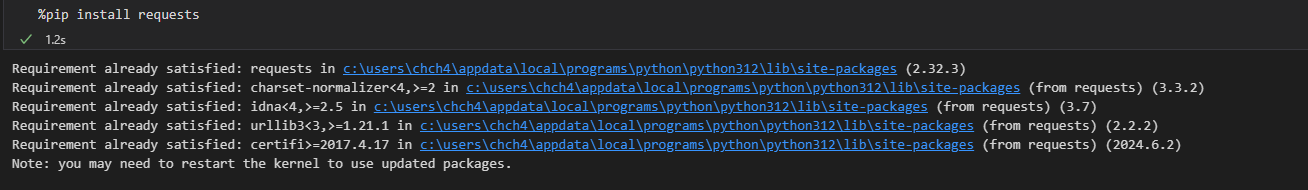 %pip install requests
1.2s
Requirement already satisfied: requests in c:\users\chch4\appdata\local\programs\python\python312\lib\site-packages (2.32.3)
Requirement already satisfied: charset-normalizer<4,>=2 in c:\users\chch4\appdata\local\programs\python\python312\lib\site-packages (from requests) (3.3.2)
Requirement already satisfied: idna<4,>=2.5 in c:\users\chch4\appdata\local\programs\python\python312\lib\site-packages (from requests) (3.7)
Requirement already satisfied: urllib3<3,>=1.21.1 in c:\users\chch4\appdata\local\programs\python\python312\lib\site-packages (from requests) (2.2.2)
Requirement already satisfied: certifi>=2017.4.17 in c:\users\chch4\appdata\local\programs\python\python312\lib\site-packages (from requests) (2024.6.2)
Note: you may need to restart the kernel to use updated packages.